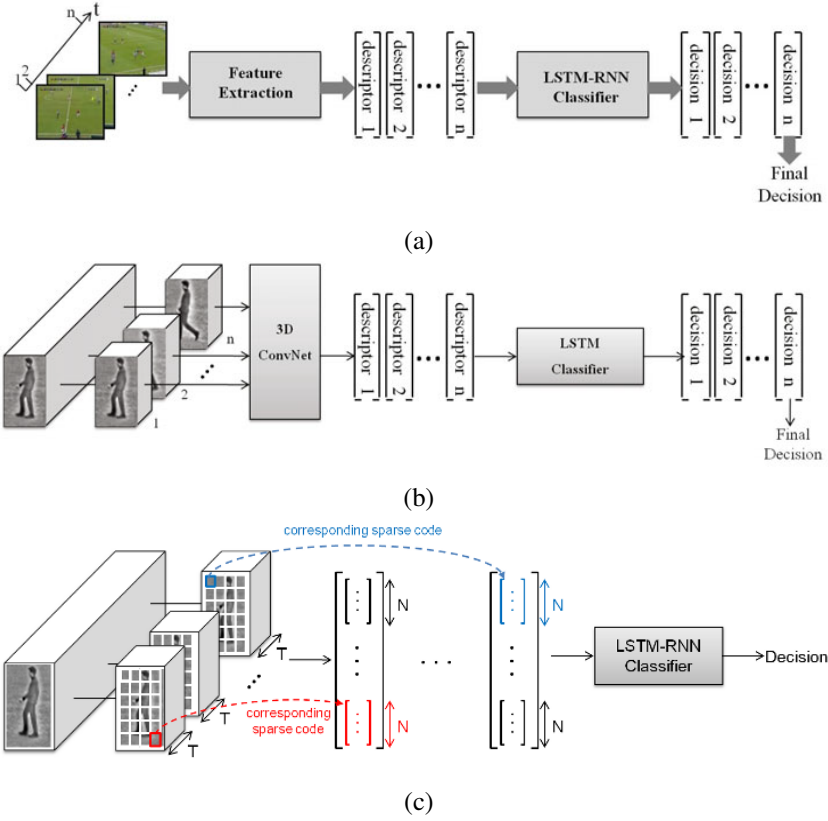 n t
1 2
Feature
Extraction
descriptor 1
descriptor 2
descriptor n
LSTM-RNN
Classifier
decision 1
decision 2
decision n
Final
Decision
(a)
n
2
1
3D
ConvNet
descriptor 1
descriptor 2
descriptor n
LSTM
Classifier
decision 1
decision 2
decision n
Final
Decision
(b)
corresponding sparse code
N
N
T
T
T
corresponding
sparse code
N
N
LSTM-RNN
Classifier
Decision
(c)